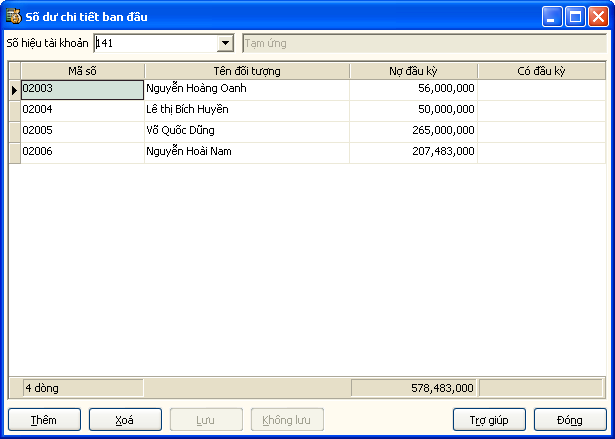 Số dư chi tiết ban đầu
Số hiệu tài khoản 141 Tạm ứng
Mã số Tên đối tượng Nợ đầu kỳ Có đầu kỳ
02003 Nguyễn Hoàng Oanh 56,000,000
02004 Lê thị Bích Huyền 50,000,000
02005 Võ Quốc Dũng 265,000,000
02006 Nguyễn Hoài Nam 207,483,000
4 dòng 578,483,000
Thêm Xoá Lưu Không lưu Trợ giúp Đóng